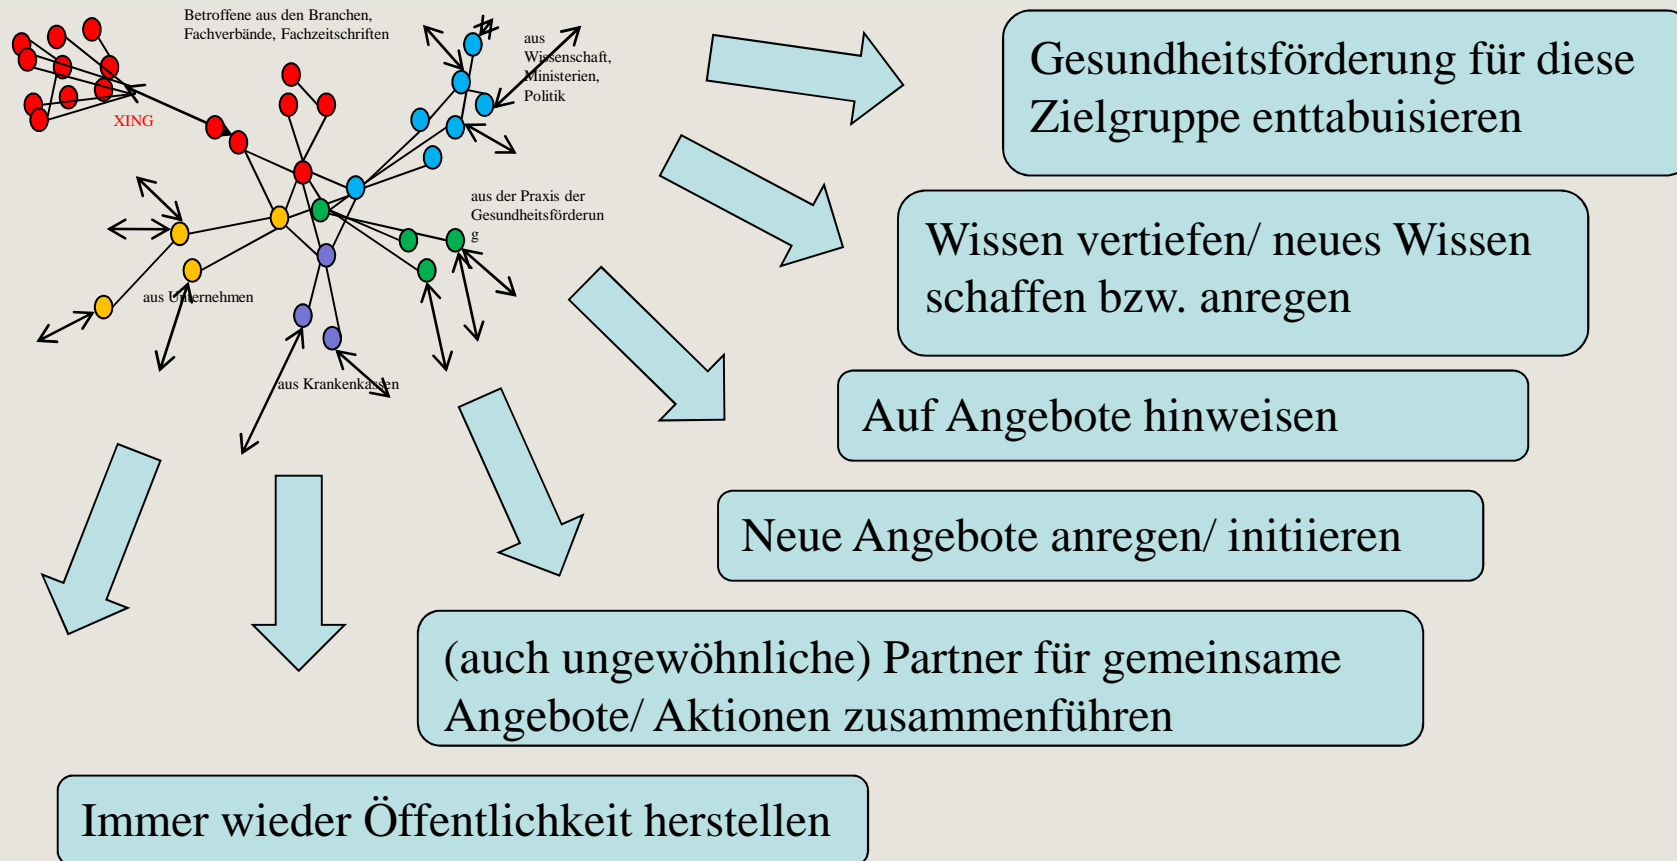 Betroffene aus den Branchen,
Fachverbände, Fachzeitschriften
aus
Wissenschaft,
Ministerien,
Politik
XING
aus der Praxis der
Gesundheitsförderun
g
aus Unternehmen
aus Krankenkassen
Gesundheitsförderung für diese
Zielgruppe enttabuisieren
Wissen vertiefen/ neues Wissen
schaffen bzw. anregen
Auf Angebote hinweisen
Neue Angebote anregen/ initiieren
(auch ungewöhnliche) Partner für gemeinsame
Angebote/ Aktionen zusammenführen
Immer wieder Öffentlichkeit herstellen